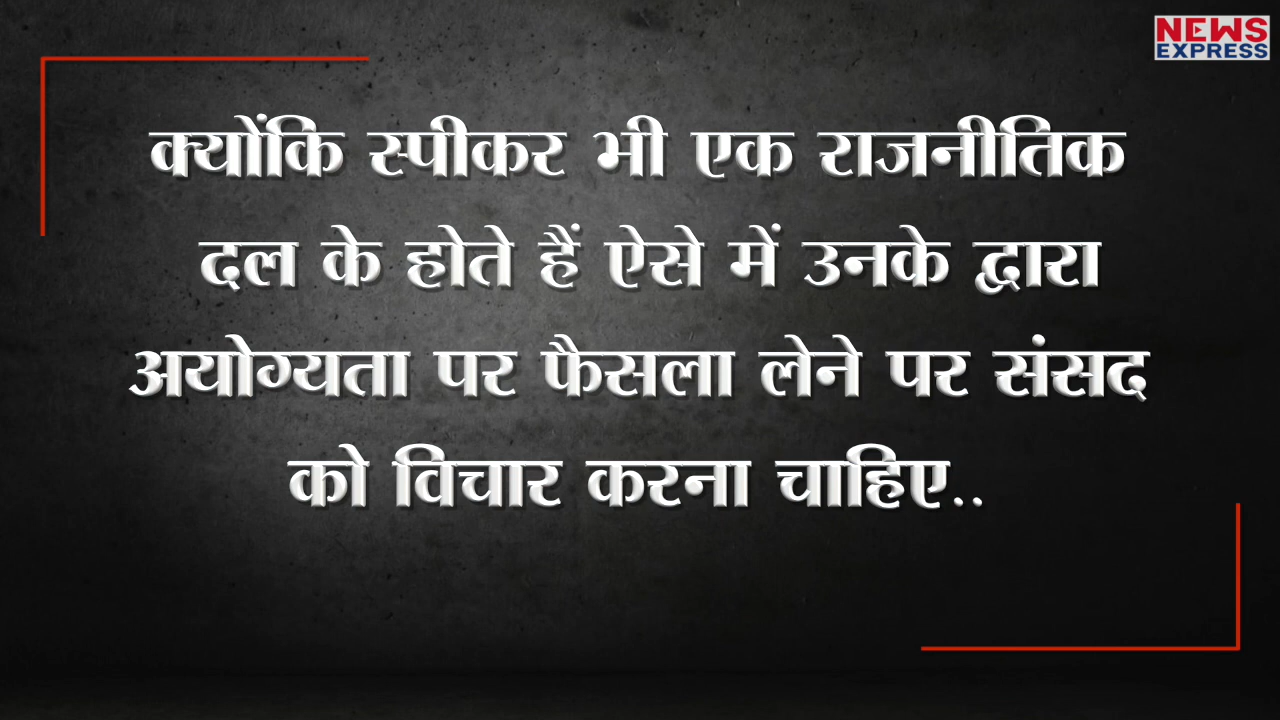 NEWS
EXPRESS
क्योंकि स्पीकर भी एक राजनीतिक
दल के होते हैं ऐसे में उनके द्वारा
अयोग्यता पर फैसला लेने पर संसद
को विचार करना चाहिए..